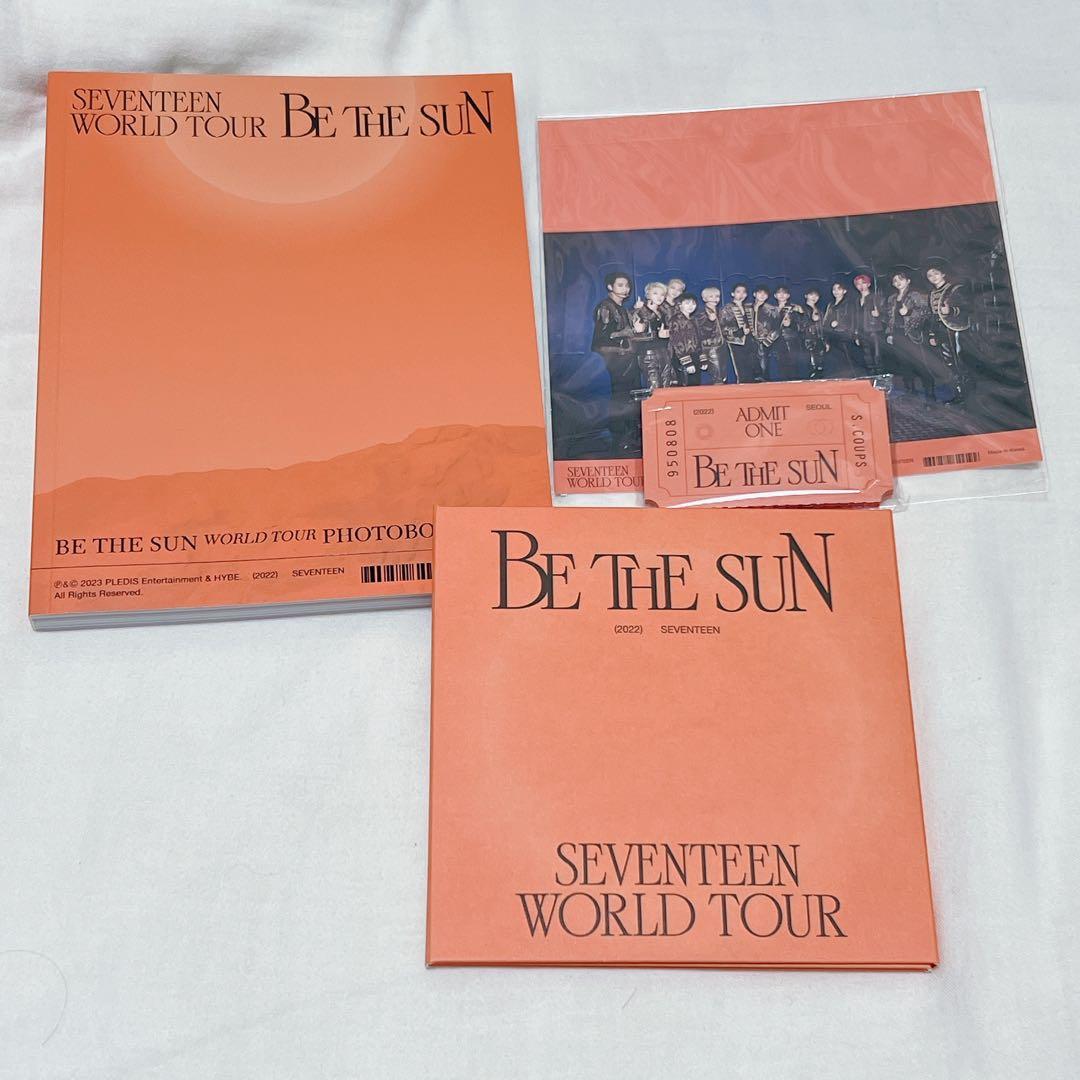 SEVENTEEN
WORLD TOUR BE THE SUN
BE THE SUN WORLD TOUR PHOTOBO
℗&© 2023 PLEDIS Entertainment & HYBE. (2022) SEVENTEEN
All Rights Reserved.
SEVENTEEN
WORLD TOU
Made in Korea
950808
(2022)
ADMIT
ONE
SEOUL
BE THE SUN
S.COUPS
BE THE SUN
(2022) SEVENTEEN
SEVENTEEN
WORLD TOUR